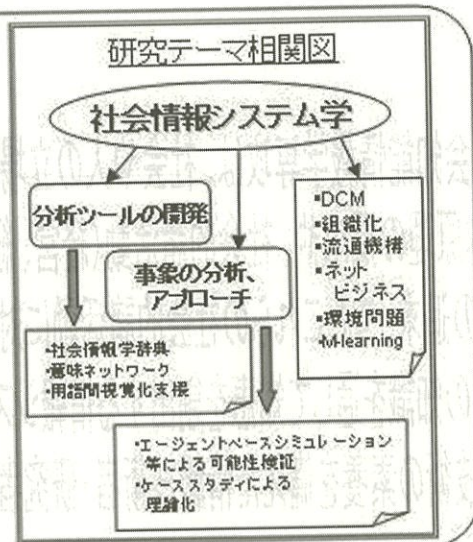 研究テーマ相関図
社会情報システム学
分析ツールの開発
事象の分析、
アプローチ
▪DCM
▪組織化
▪流通機構
▪ネット
ビジネス
▪環境問題
▪M-learning
▪社会情報学辞典
▪意味ネットワーク
▪用語間視覚化支援
▪エージェントベースシミュレーション
等による可能性検証
▪ケーススタディによる
理論化